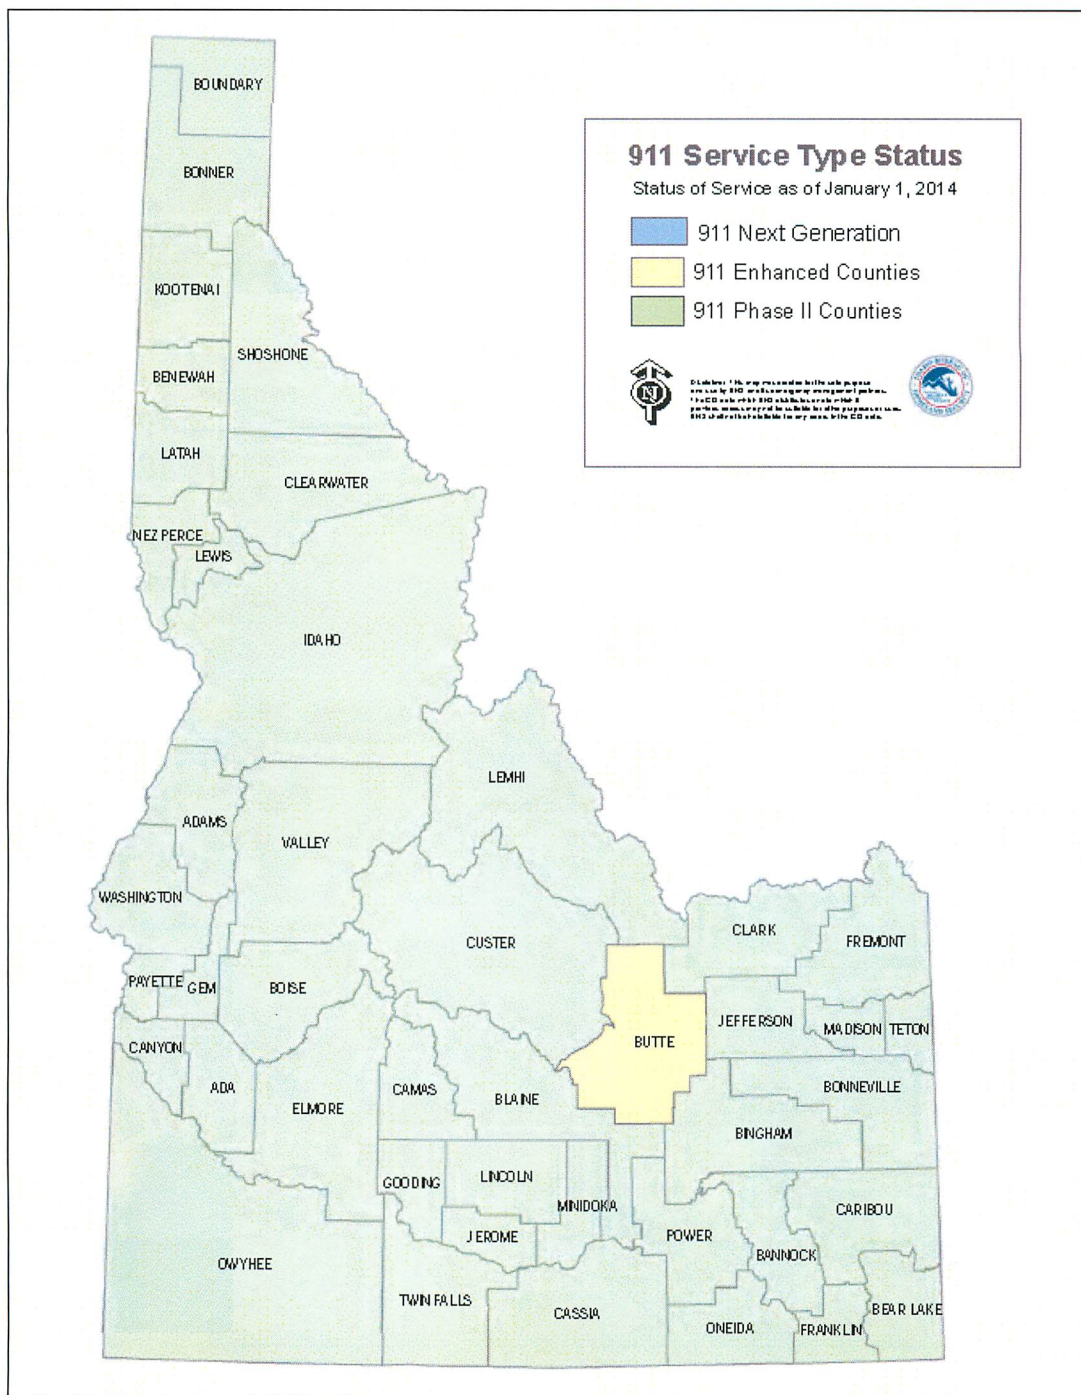 BOUNDARY
BONNER
911 Service Type Status
Status of Service as of January 1, 2014
911 Next Generation
911 Enhanced Counties
911 Phase II Counties
KOOTENAI
SHOSHONE
BENEWAH
LATAH
CLEARWATER
NEZ PERCE
LEWIS
IDAHO
LEMHI
ADAMS
VALLEY
WASHINGTON
CUSTER
CLARK
FREMONT
PAYETTE
GEM
BOISE
JEFFERSON
MADISON
TETON
BUTTE
CANYON
ADA
CAMAS
BLAINE
BONNEVILLE
ELMORE
BINGHAM
GOODING
LINCOLN
MINIDOKA
CARIBOU
JEROME
POWER
BANNOCK
OWYHEE
TWIN FALLS
CASSIA
ONEIDA
FRANKLIN
BEAR LAKE